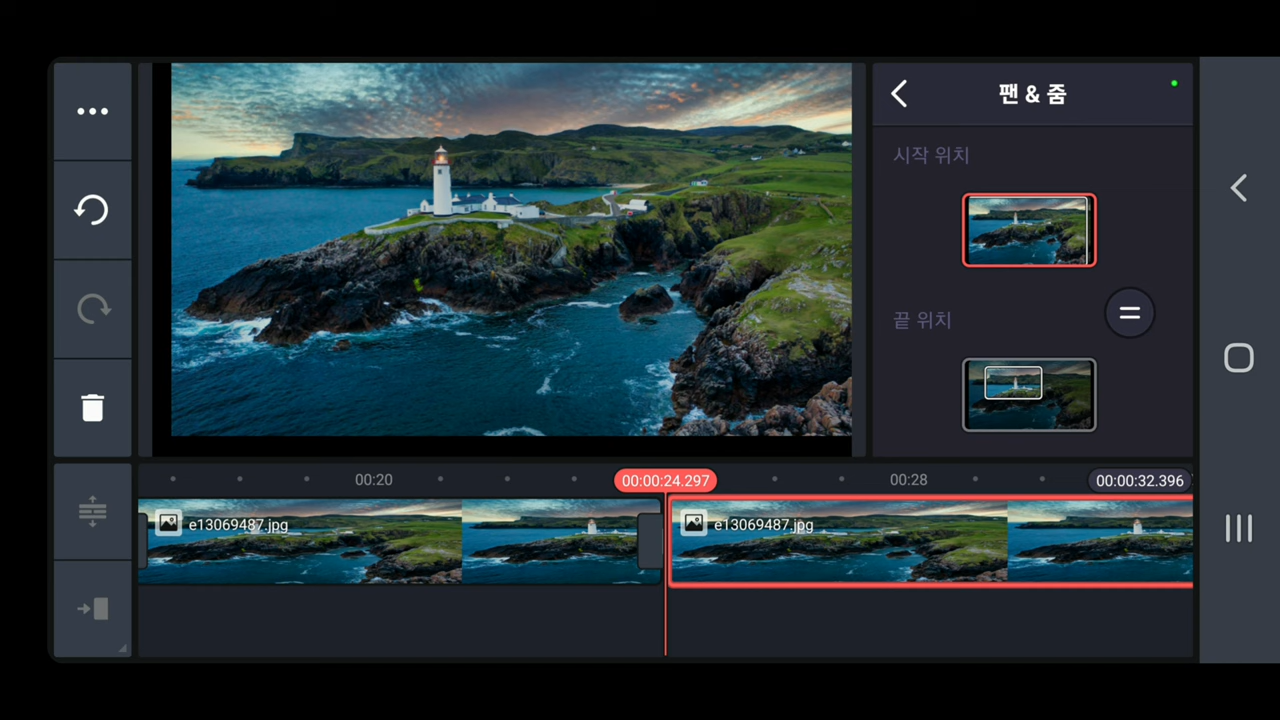 팬 & 줌
시작 위치
끝 위치
00:20
00:00:24.297
00:28
00:00:32.396
e13069487.jpg
e13069487.jpg